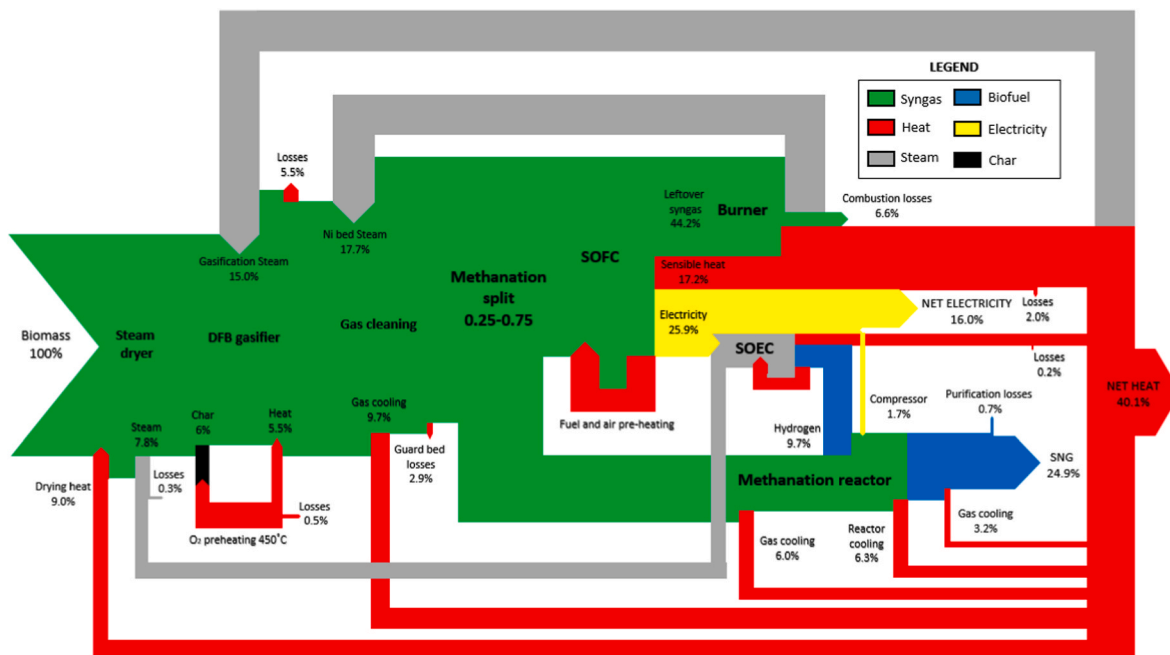 LEGEND
Syngas
Biofuel
Heat
Electricity
Steam
Char
Losses
5.5%
Combustion losses
6.6%
Leftover
syngas
44.2%
Burner
Ni bed Steam
17.7%
Gasification Steam
15.0%
SOFC
Sensible heat
17.2%
Methanation
split
0.25-0.75
Biomass
100%
Steam
dryer
DFB gasifier
Gas cleaning
Electricity
25.9%
NET ELECTRICITY
16.0%
Losses
2.0%
SOEC
Losses
0.2%
NET HEAT
40.1%
Compressor
1.7%
Purification losses
0.7%
Steam
7.8%
Char
6%
Heat
5.5%
Gas cooling
9.7%
Fuel and air pre-heating
Hydrogen
9.7%
Guard bed
losses
2.9%
SNG
24.9%
Drying heat
9.0%
Losses
0.3%
Methanation reactor
Losses
0.5%
O₂ preheating 450°C
Gas cooling
6.0%
Reactor
cooling
6.3%
Gas cooling
3.2%